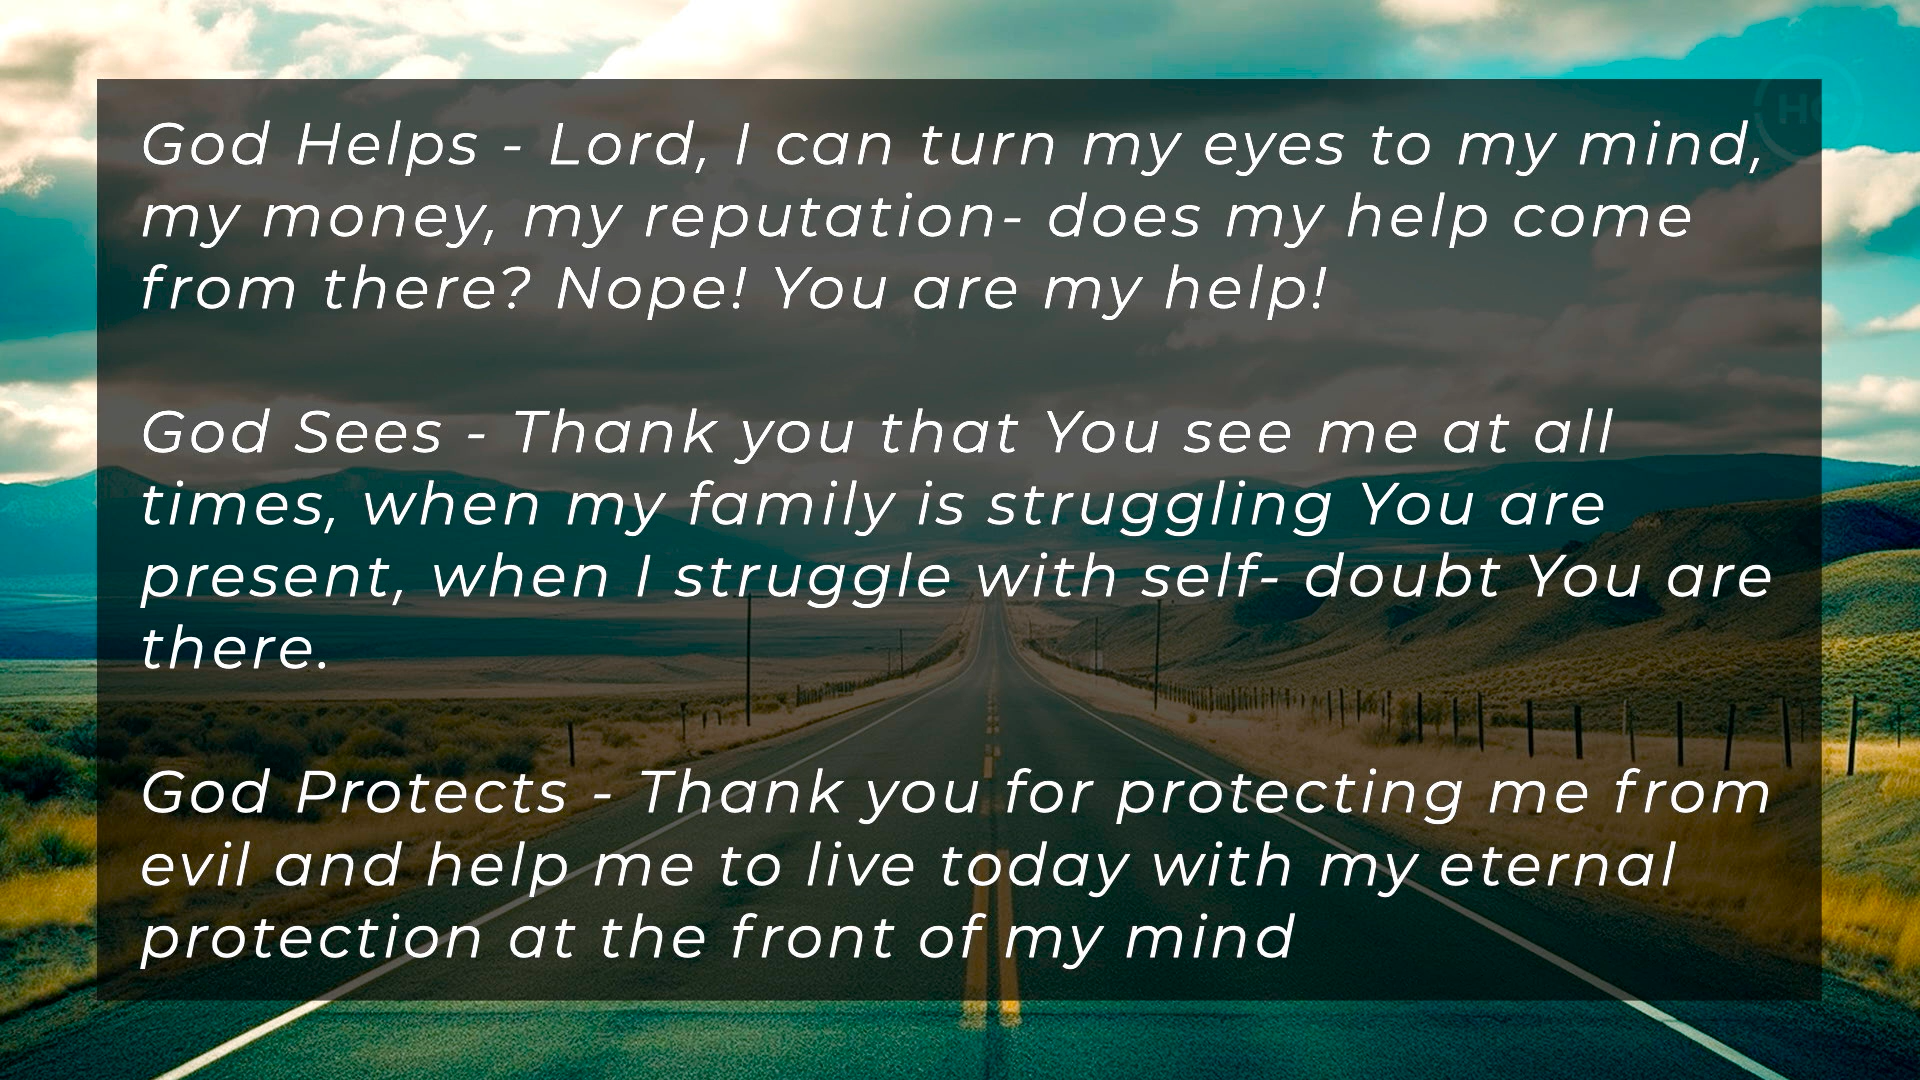 HC
God Helps - Lord, I can turn my eyes to my mind,
my money, my reputation- does my help come
from there? Nope! You are my help!
God Sees - Thank you that You see me at all
times, when my family is struggling You are
present, when I struggle with self- doubt You are
there.
God Protects - Thank you for protecting me from
evil and help me to live today with my eternal
protection at the front of my mind